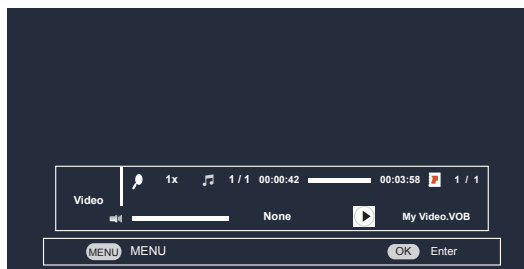 1x 1 / 1 00:00:42 00:03:58 1 / 1
Video
None My Video.VOB
MENU MENU OK Enter